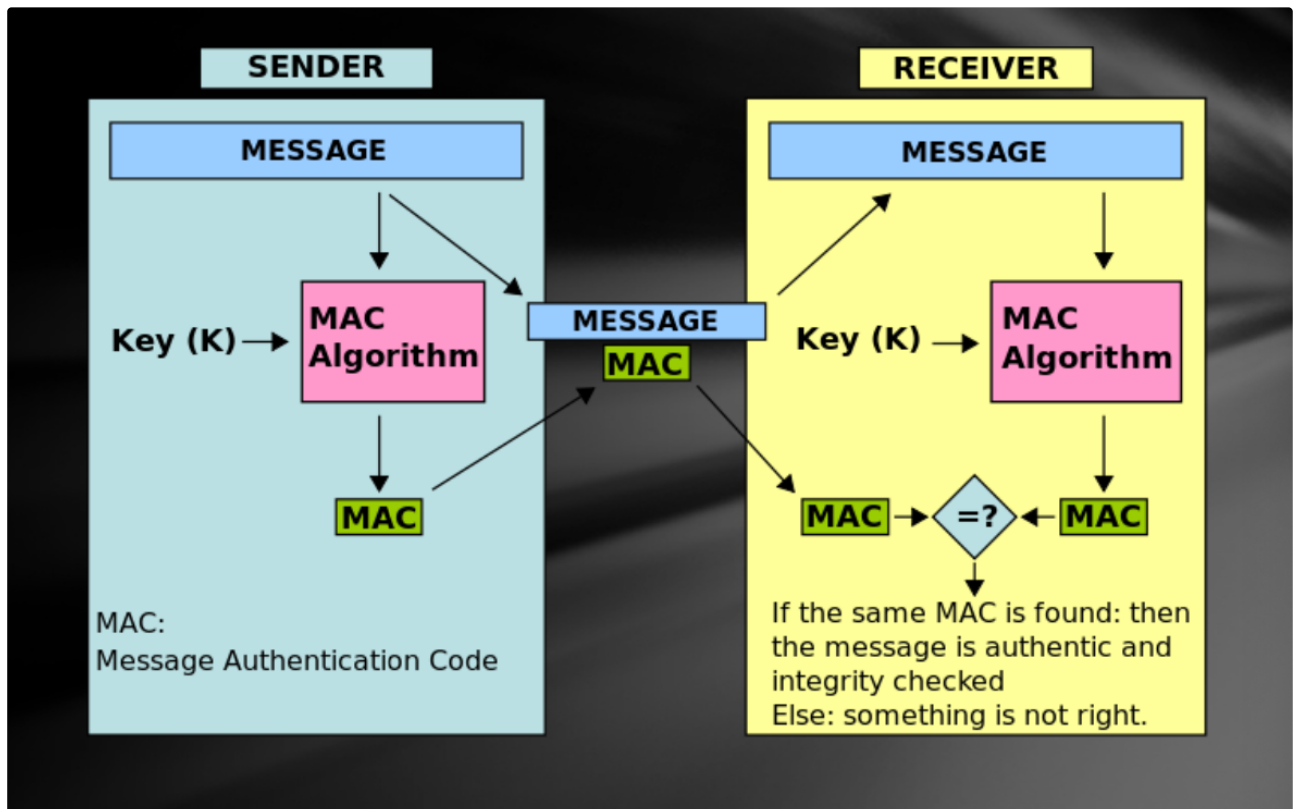 SENDER
MESSAGE
Key (K)
MAC
Algorithm
MAC
MAC:
Message Authentication Code
MESSAGE
MAC
RECEIVER
MESSAGE
Key (K)
MAC
Algorithm
MAC
=?
MAC
If the same MAC is found: then
the message is authentic and
integrity checked
Else: something is not right.